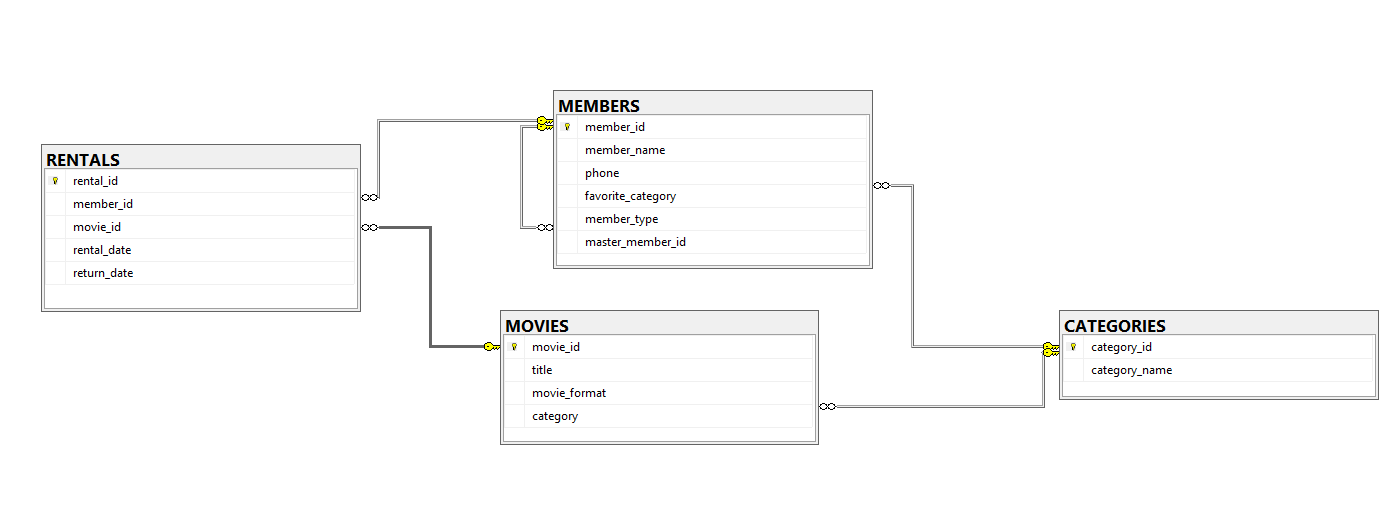 RENTALS
rental_id
member_id
movie_id
rental_date
return_date
MEMBERS
member_id
member_name
phone
favorite_category
member_type
master_member_id
MOVIES
movie_id
title
movie_format
category
CATEGORIES
category_id
category_name